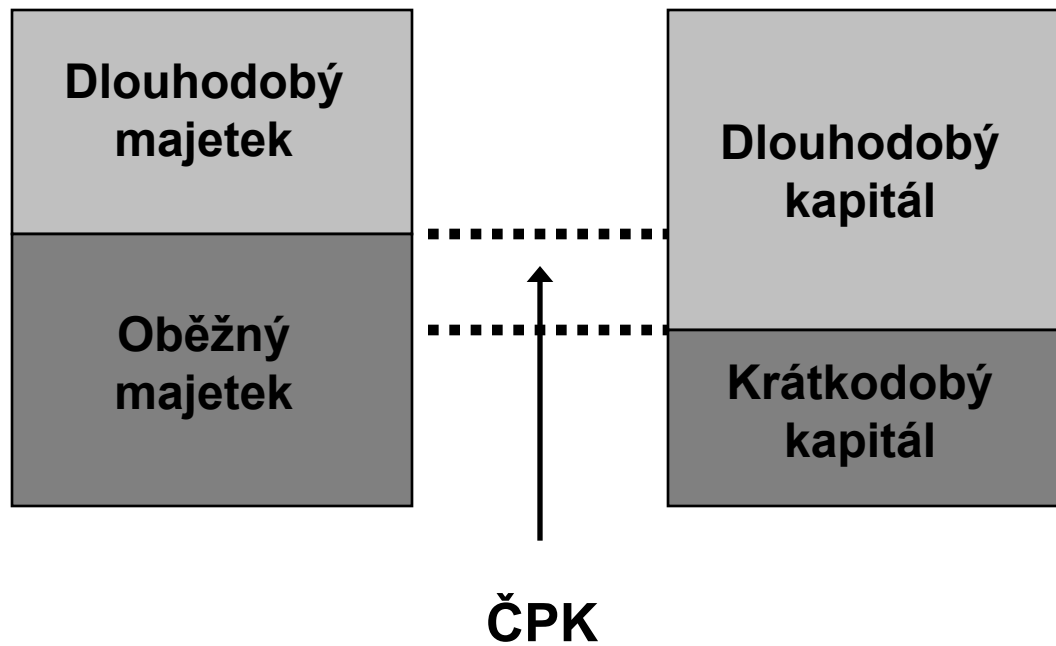 Dlouhodobý
majetek
Oběžný
majetek
Dlouhodobý
kapitál
Krátkodobý
kapitál
ČPK